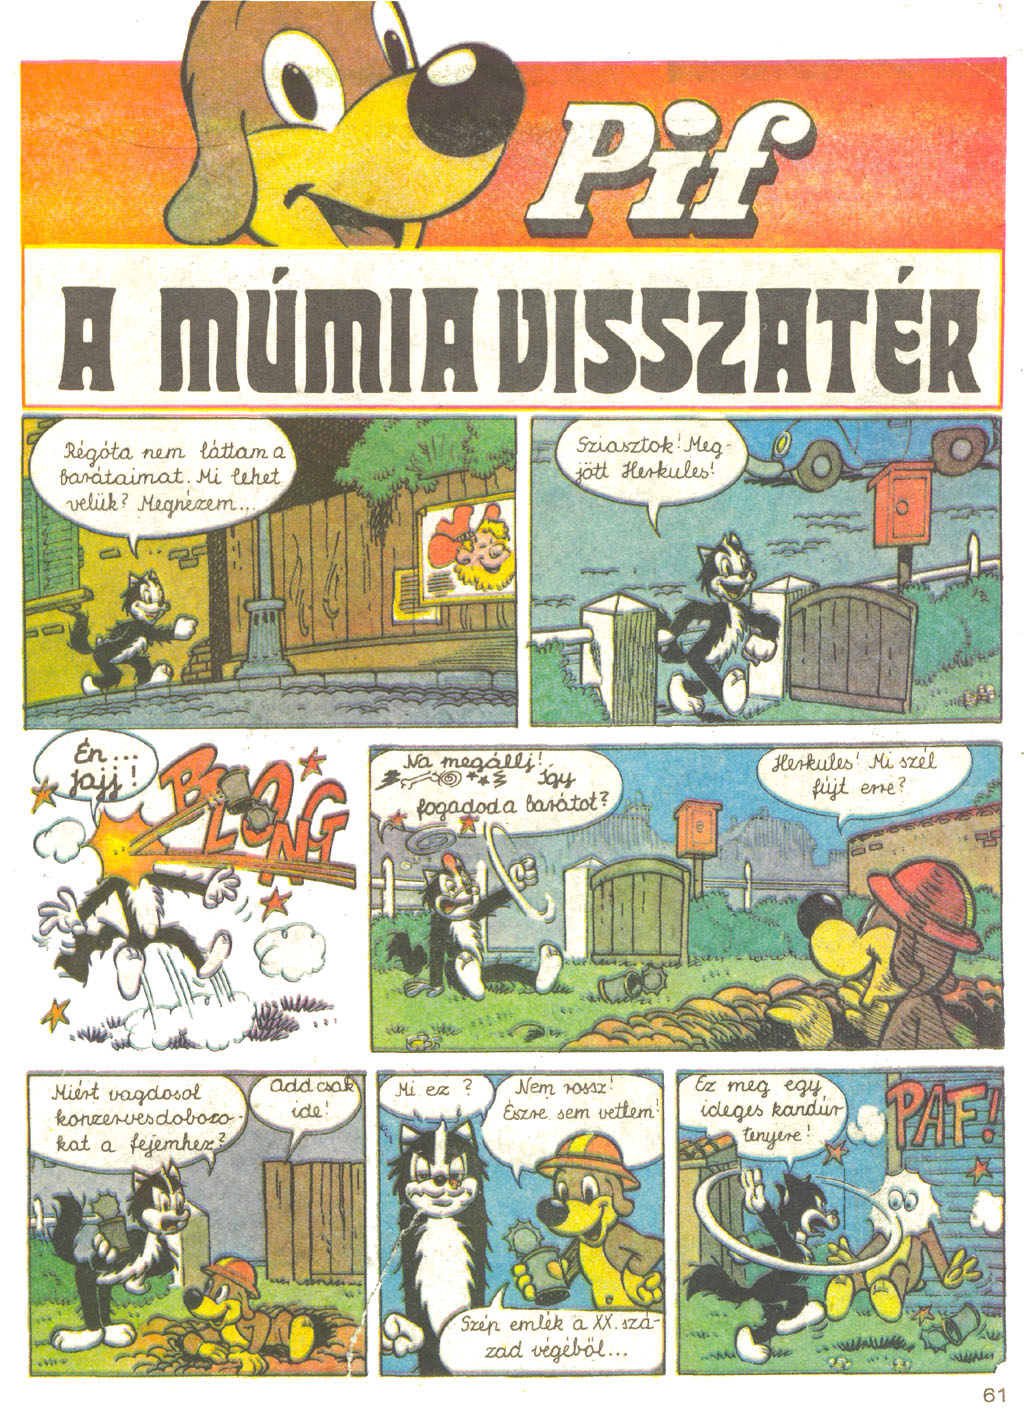 Pif
A MÚMIA VISSZATÉR
Régóta nem láttam a
barátaimat. Mi lehet
velük? Megnézem...
Sziasztok! Meg-
jött Herkules!
Én...
jajj!
BLONG
Na megállj!
Így
fogadod a barátot?
Herkules! Mi szél
fújt erre?
Miért vagdosol
konzervesdobozo-
kat a fejemhez?
Add csak
ide!
Mi ez?
Nem rossz!
Észre sem vettem!
Szép emlék a XX. szá-
zad végéből...
Ez meg egy
ideges kandúr
tenyere!
PAF!
61